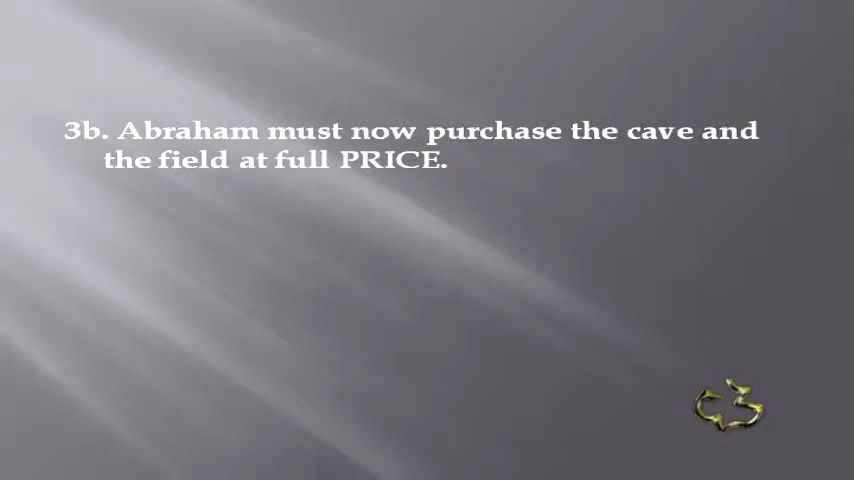 3b. Abraham must now purchase the cave and
the field at full PRICE.